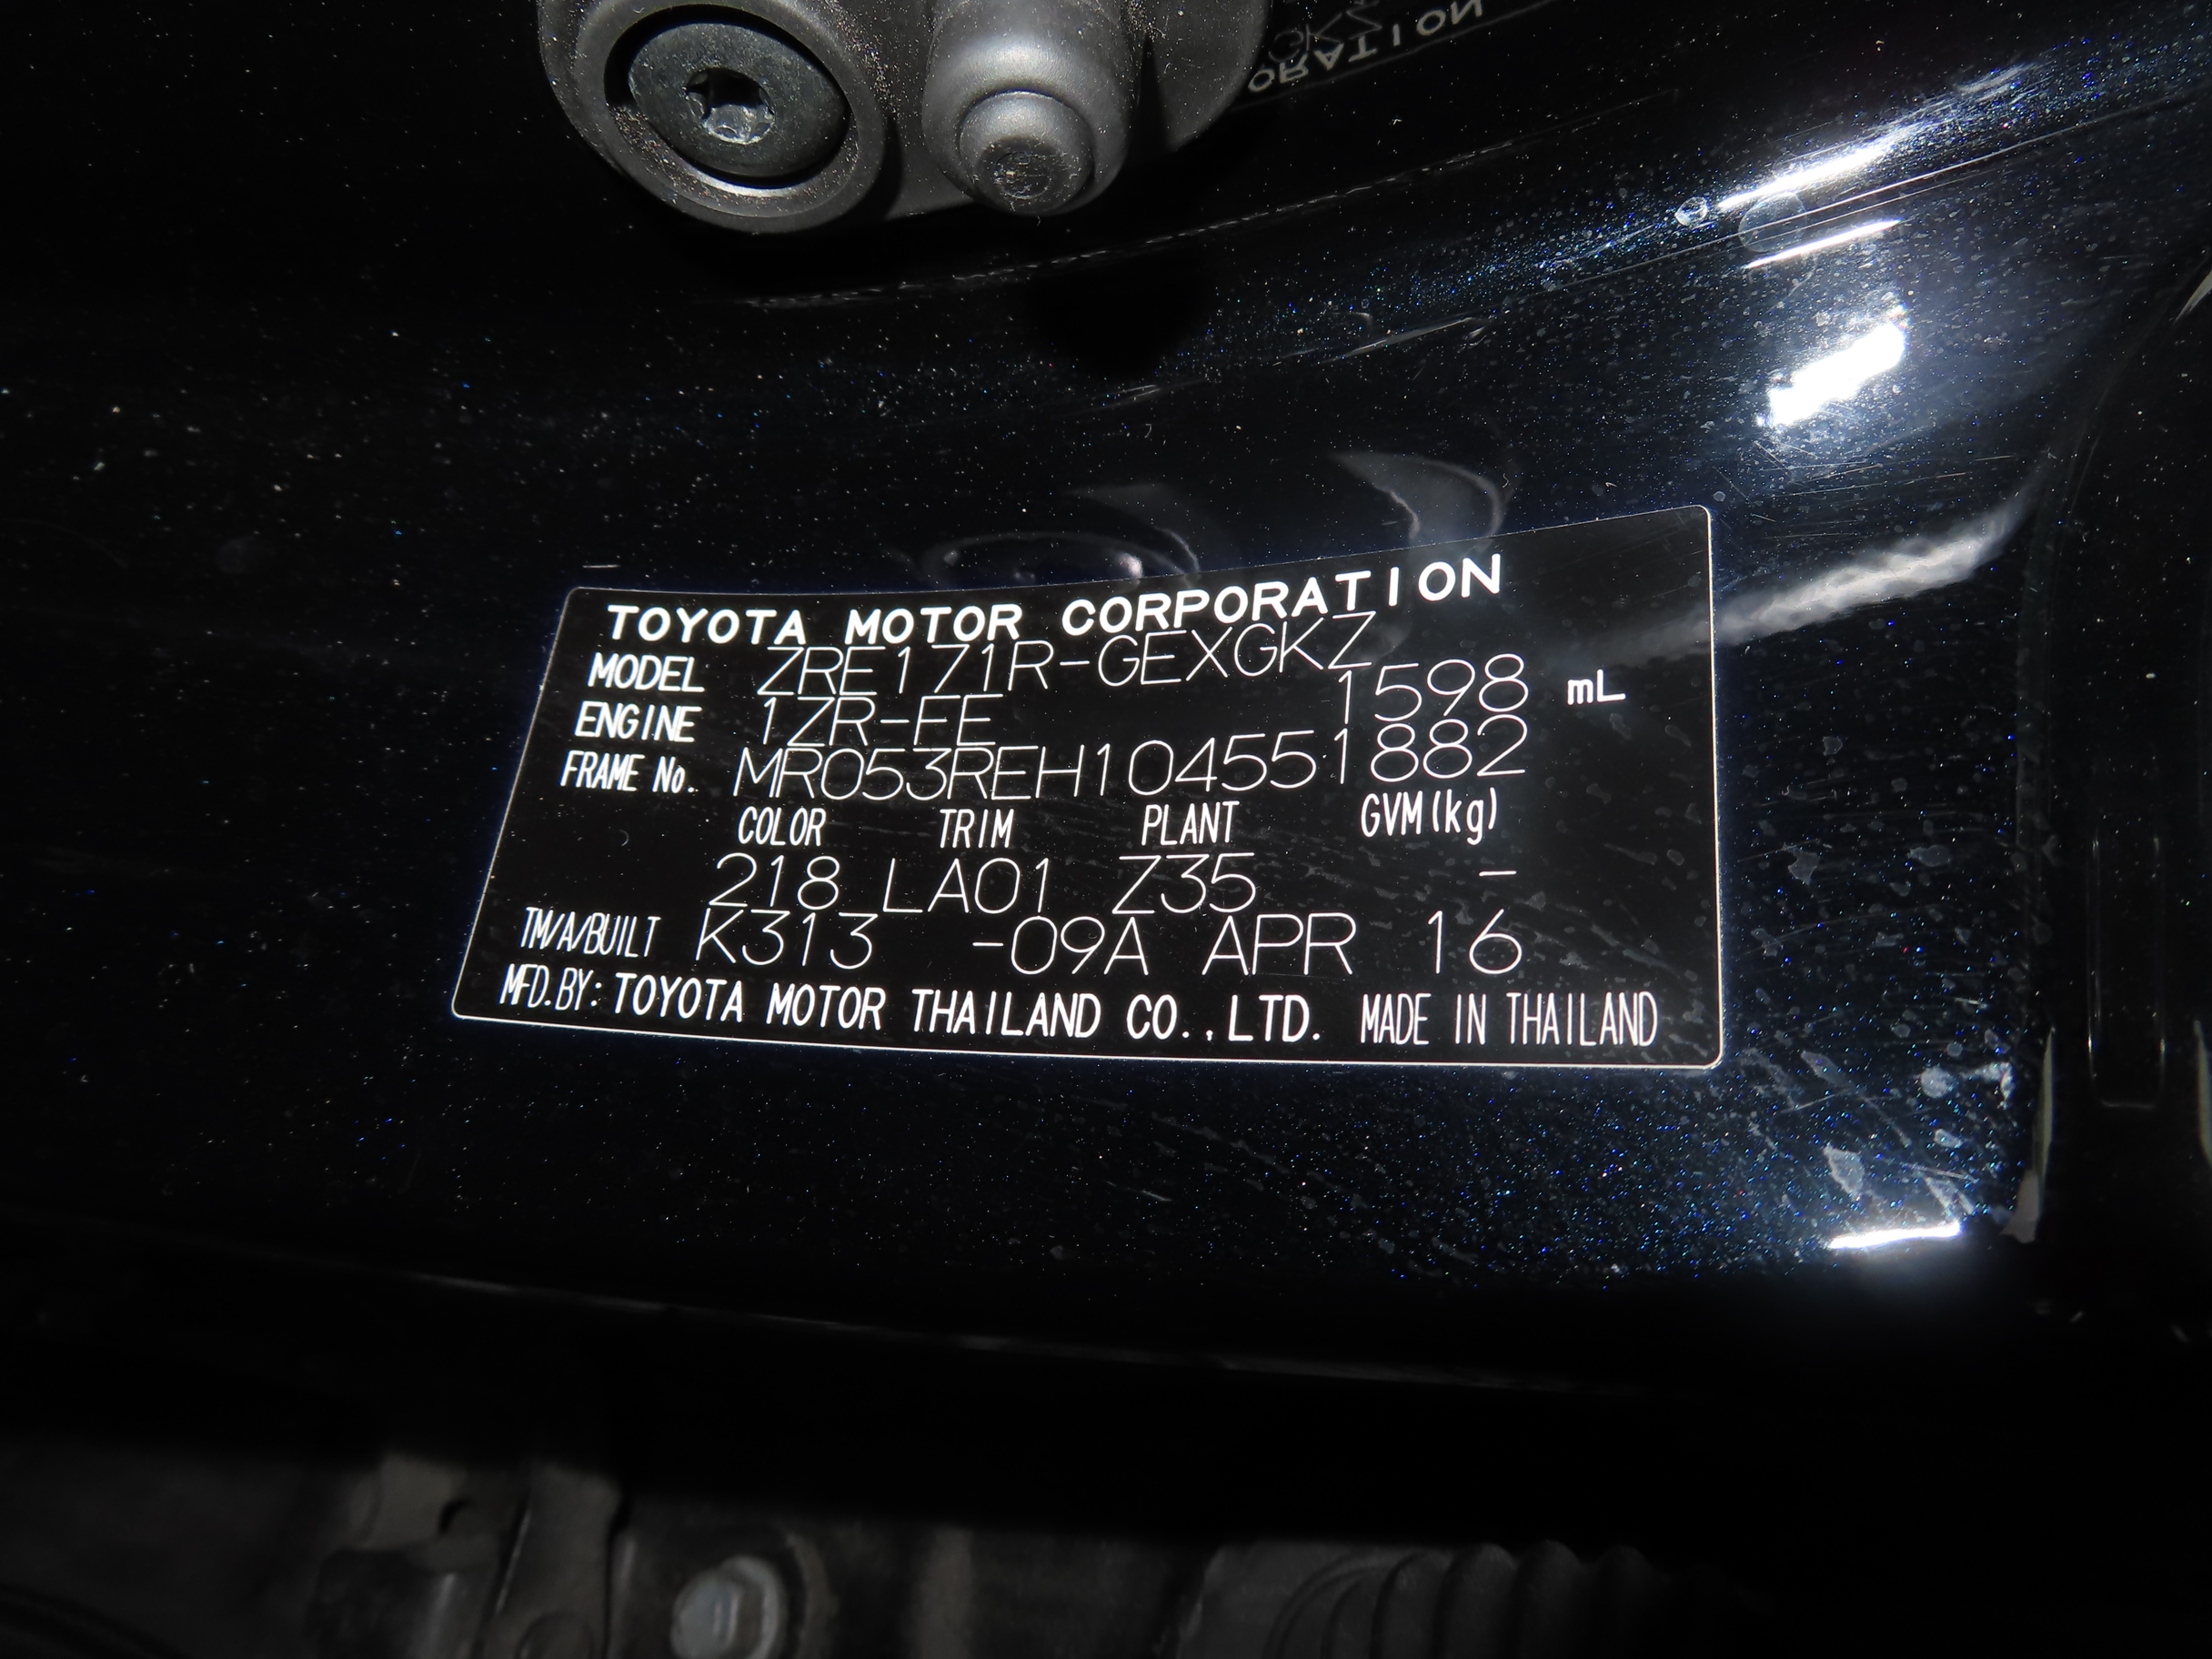 TOYOTA MOTOR CORPORATION
MODEL ZRE171R-GEXGKZ
ENGINE 1ZR-FE 1598 mL
FRAME No. MR053REH104551882
COLOR TRIM PLANT GVM(kg)
218 LA01 Z35 -
TM/A/BUILT K313 -09A APR 16
MFD.BY: TOYOTA MOTOR THAILAND CO.,LTD. MADE IN THAILAND